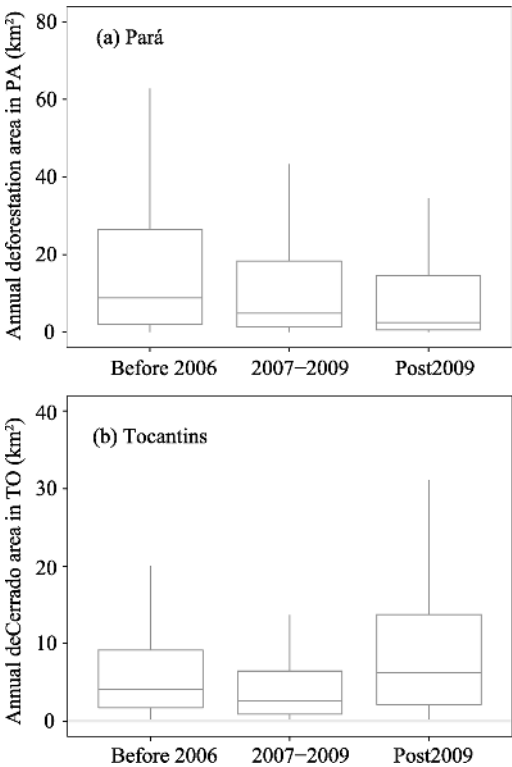 Annual deforestation area in PA (km²)
(a) Pará
80
60
40
20
0
Before 2006 2007−2009 Post2009
Annual deCerrado area in TO (km²)
(b) Tocantins
40
30
20
10
0
Before 2006 2007−2009 Post2009